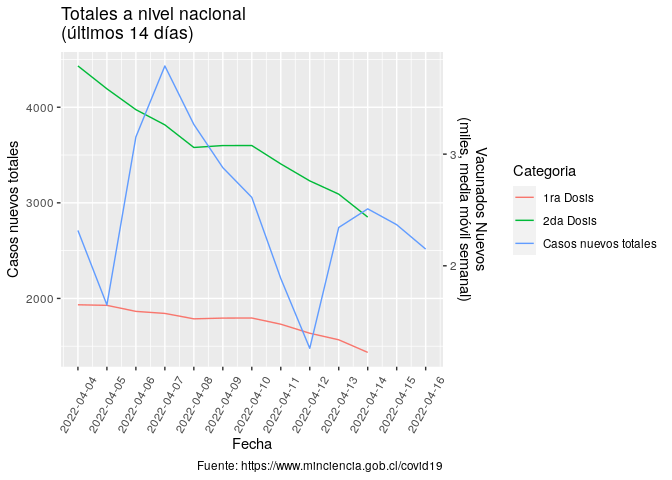 Totales a nivel nacional
(últimos 14 días)
4000
3000
2000
Casos nuevos totales
3
2
Vacunados Nuevos
(miles, media móvil semanal)
2022-04-04
2022-04-05
2022-04-06
2022-04-07
2022-04-08
2022-04-09
2022-04-10
2022-04-11
2022-04-12
2022-04-13
2022-04-14
2022-04-15
2022-04-16
Fecha
Categoria
1ra Dosis
2da Dosis
Casos nuevos totales
Fuente: https://www.minciencia.gob.cl/covid19